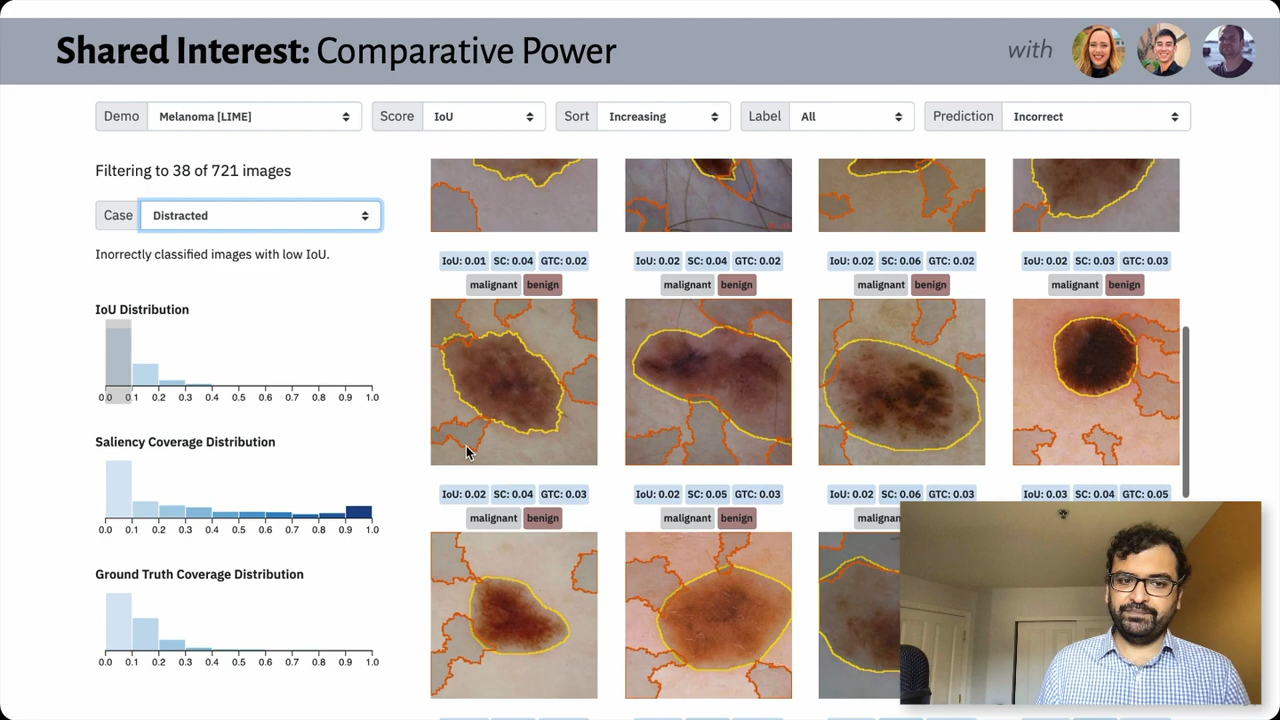 Shared Interest: Comparative Power
with
Demo Melanoma [LIME] Score IoU Sort Increasing Label All Prediction Incorrect
Filtering to 38 of 721 images
Case Distracted
Inorrectly classified images with low IoU.
IoU Distribution
0.0 0.1 0.2 0.3 0.4 0.5 0.6 0.7 0.8 0.9 1.0
Saliency Coverage Distribution
0.0 0.1 0.2 0.3 0.4 0.5 0.6 0.7 0.8 0.9 1.0
Ground Truth Coverage Distribution
0.0 0.1 0.2 0.3 0.4 0.5 0.6 0.7 0.8 0.9 1.0
IoU: 0.01 SC: 0.04 GTC: 0.02
malignant benign
IoU: 0.02 SC: 0.04 GTC: 0.02
malignant benign
IoU: 0.02 SC: 0.06 GTC: 0.02
malignant benign
IoU: 0.02 SC: 0.03 GTC: 0.03
malignant benign
IoU: 0.02 SC: 0.04 GTC: 0.03
malignant benign
IoU: 0.02 SC: 0.05 GTC: 0.03
malignant benign
IoU: 0.02 SC: 0.06 GTC: 0.03
malignan
IoU: 0.03 SC: 0.04 GTC: 0.05